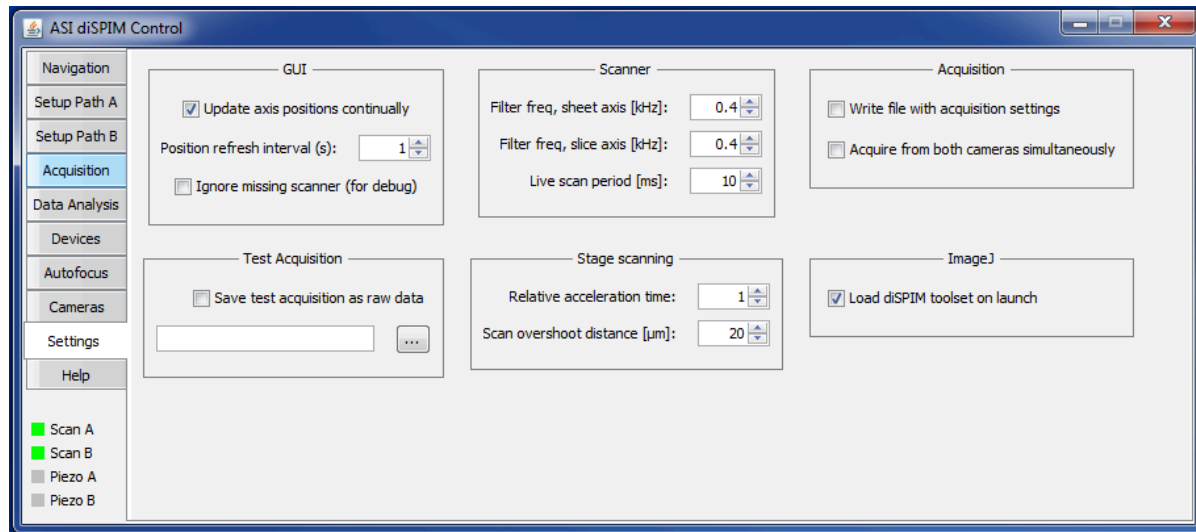 ASI diSPIM Control
Navigation
Setup Path A
Setup Path B
Acquisition
Data Analysis
Devices
Autofocus
Cameras
Settings
Help
Scan A
Scan B
Piezo A
Piezo B
GUI
Update axis positions continually
Position refresh interval (s): 1
Ignore missing scanner (for debug)
Scanner
Filter freq, sheet axis [kHz]: 0.4
Filter freq, slice axis [kHz]: 0.4
Live scan period [ms]: 10
Acquisition
Write file with acquisition settings
Acquire from both cameras simultaneously
Test Acquisition
Save test acquisition as raw data
...
Stage scanning
Relative acceleration time: 1
Scan overshoot distance [µm]: 20
ImageJ
Load diSPIM toolset on launch